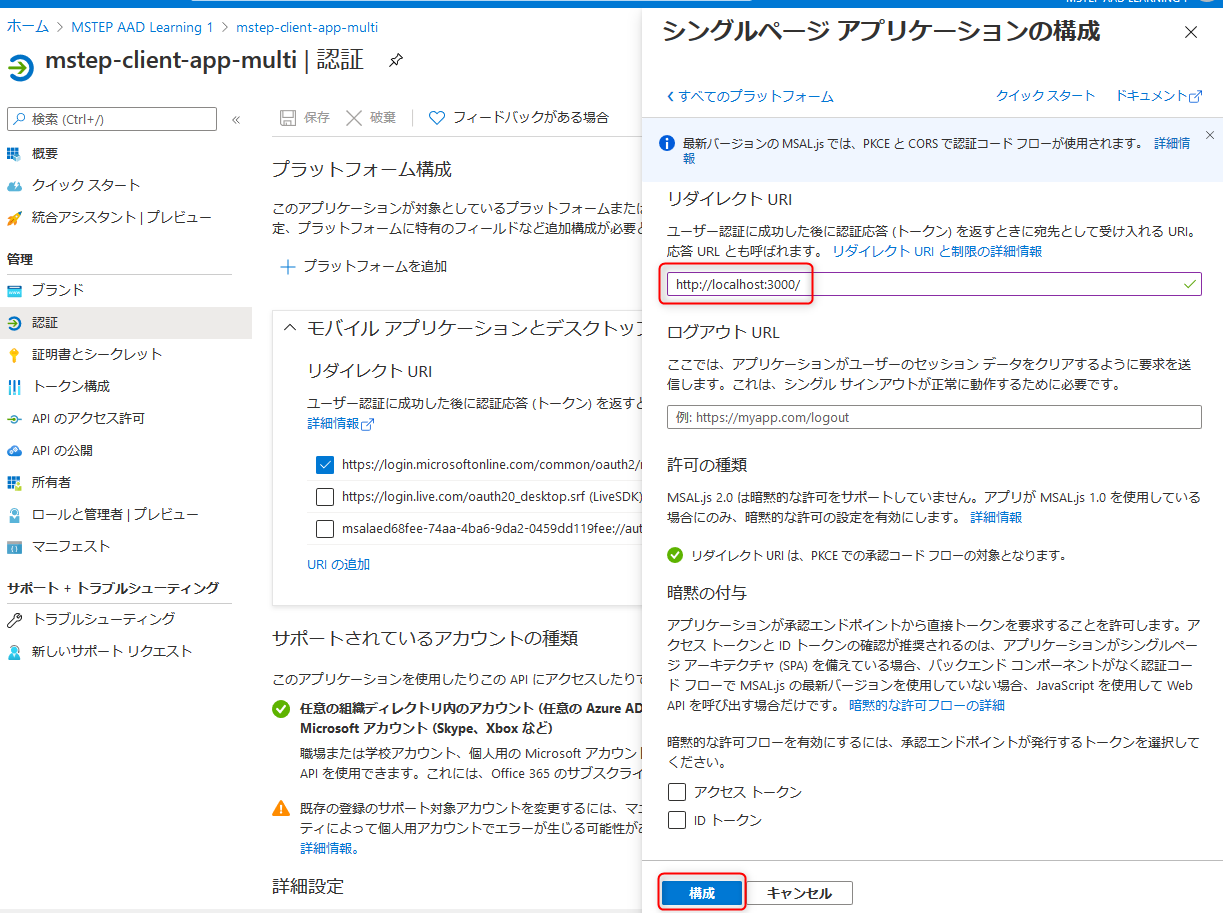 MSTEP AAD LEARNING 1
ホーム > MSTEP AAD Learning 1 > mstep-client-app-multi
mstep-client-app-multi | 認証
検索 (Ctrl+/)
«
概要
クイック スタート
統合アシスタント | プレビュー
管理
ブランド
認証
証明書とシークレット
トークン構成
API のアクセス許可
API の公開
所有者
ロールと管理者 | プレビュー
マニフェスト
サポート + トラブルシューティング
トラブルシューティング
新しいサポート リクエスト
保存
破棄
フィードバックがある場合
プラットフォーム構成
このアプリケーションが対象としているプラットフォームまたは
定、プラットフォームに特有のフィールドなど追加構成が必要と
プラットフォームを追加
モバイル アプリケーションとデスクトップ
リダイレクト URI
ユーザー認証に成功した後に認証応答 (トークン) を返すと
詳細情報
https://login.microsoftonline.com/common/oauth2/
https://login.live.com/oauth20_desktop.srf (LiveSDK)
msalaed68fee-74aa-4ba6-9da2-0459dd119fee://aut
URI の追加
サポートされているアカウントの種類
このアプリケーションを使用したりこの API にアクセスしたりで
任意の組織ディレクトリ内のアカウント (任意の Azure AD
Microsoft アカウント (Skype、Xbox など)
職場または学校アカウント、個人用の Microsoft アカウン
API を使用できます。これには、Office 365 のサブスクライ
既存の登録のサポート対象アカウントを変更するには、マニ
ティによって個人用アカウントでエラーが生じる可能性があ
詳細情報。
詳細設定
シングルページ アプリケーションの構成
すべてのプラットフォーム
クイック スタート
ドキュメント
最新バージョンの MSAL.js では、PKCE と CORS で認証コード フローが使用されます。 詳細情
報
リダイレクト URI
ユーザー認証に成功した後に認証応答 (トークン) を返すときに宛先として受け入れる URI。
応答 URL とも呼ばれます。 リダイレクト URI と制限の詳細情報
http://localhost:3000/
ログアウト URL
ここでは、アプリケーションがユーザーのセッション データをクリアするように要求を送
信します。これは、シングル サインアウトが正常に動作するために必要です。
例: https://myapp.com/logout
許可の種類
MSAL.js 2.0 は暗黙的な許可をサポートしていません。アプリが MSAL.js 1.0 を使用している
場合にのみ、暗黙的な許可の設定を有効にします。 詳細情報
リダイレクト URI は、PKCE での承認コード フローの対象となります。
暗黙の付与
アプリケーションが承認エンドポイントから直接トークンを要求することを許可します。ア
クセス トークンと ID トークンの確認が推奨されるのは、アプリケーションがシングルペー
ジ アーキテクチャ (SPA) を備えている場合、バックエンド コンポーネントがなく認証コー
ド フローで MSAL.js の最新バージョンを使用していない場合、JavaScript を使用して Web
API を呼び出す場合だけです。 暗黙的な許可フローの詳細
暗黙的な許可フローを有効にするには、承認エンドポイントが発行するトークンを選択して
ください。
アクセス トークン
ID トークン
構成
キャンセル